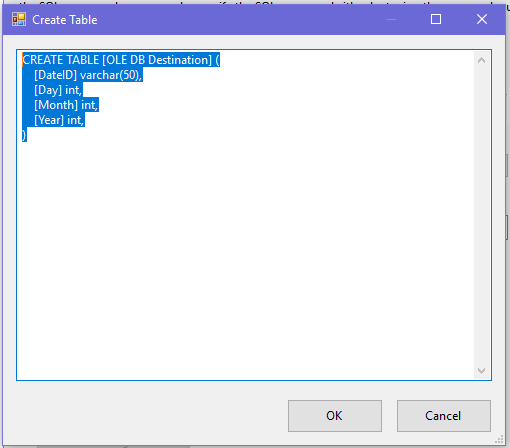 Create Table
CREATE TABLE [OLE DB Destination] (
[DateID] varchar(50),
[Day] int,
[Month] int,
[Year] int,
)
OK
Cancel